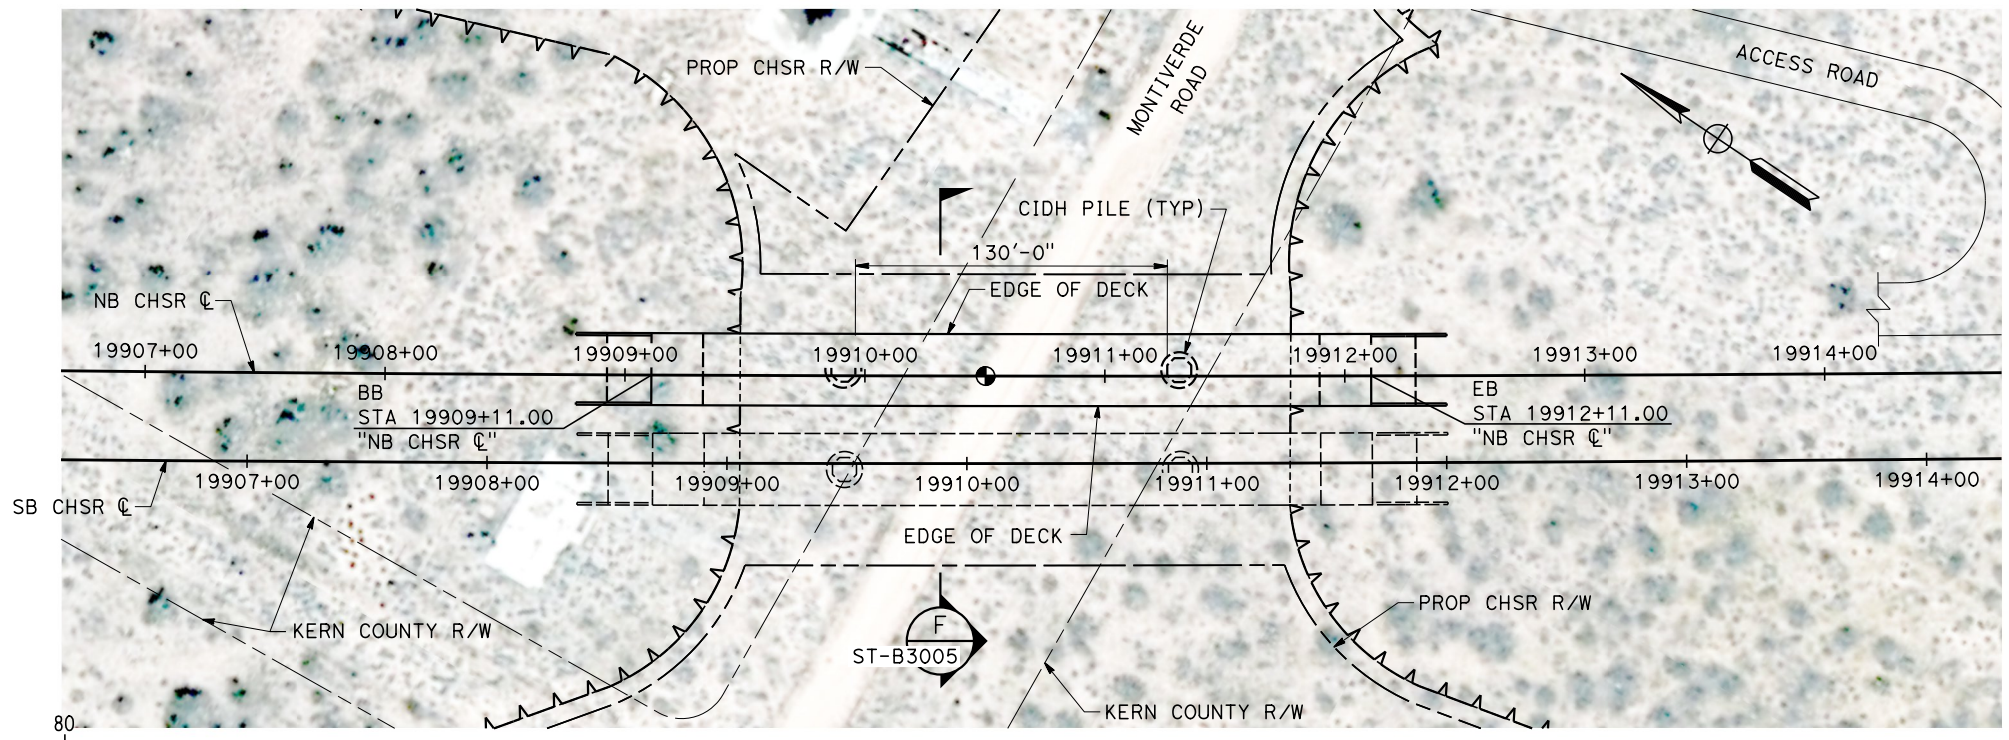 ACCESS ROAD
PROP CHSR R/W
MONTIVERDE
ROAD
CIDH PILE (TYP)
130'-0"
EDGE OF DECK
NB CHSR ℄
19907+00
19908+00
19909+00
19910+00
19911+00
19912+00
19913+00
19914+00
BB
STA 19909+11.00
"NB CHSR ℄"
EB
STA 19912+11.00
"NB CHSR ℄"
19907+00
19908+00
19909+00
19910+00
19911+00
19912+00
19913+00
19914+00
SB CHSR ℄
EDGE OF DECK
KERN COUNTY R/W
F
ST-B3005
PROP CHSR R/W
KERN COUNTY R/W
80